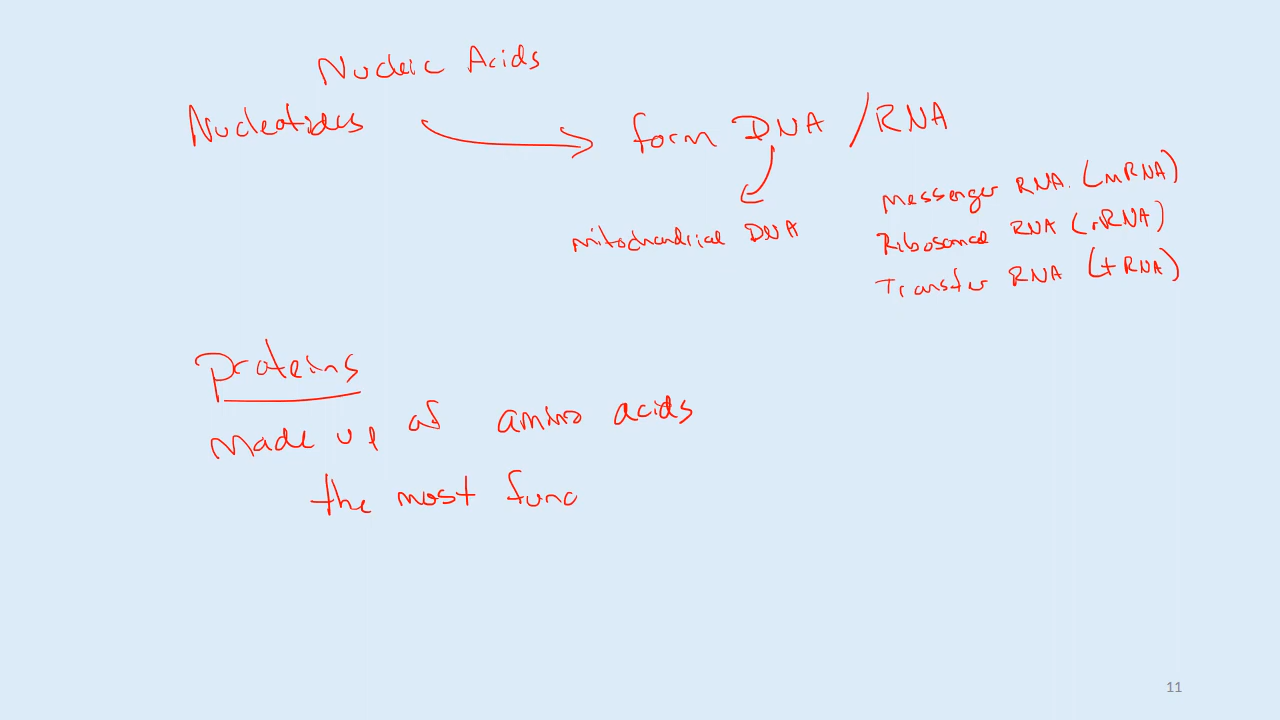 Nucleic Acids
Nucleotides form DNA / RNA
mitochondrial DNA
Messenger RNA. (mRNA)
Ribosomal RNA (rRNA)
Transfer RNA (tRNA)
Proteins
Made up of amino acids
the most func
11